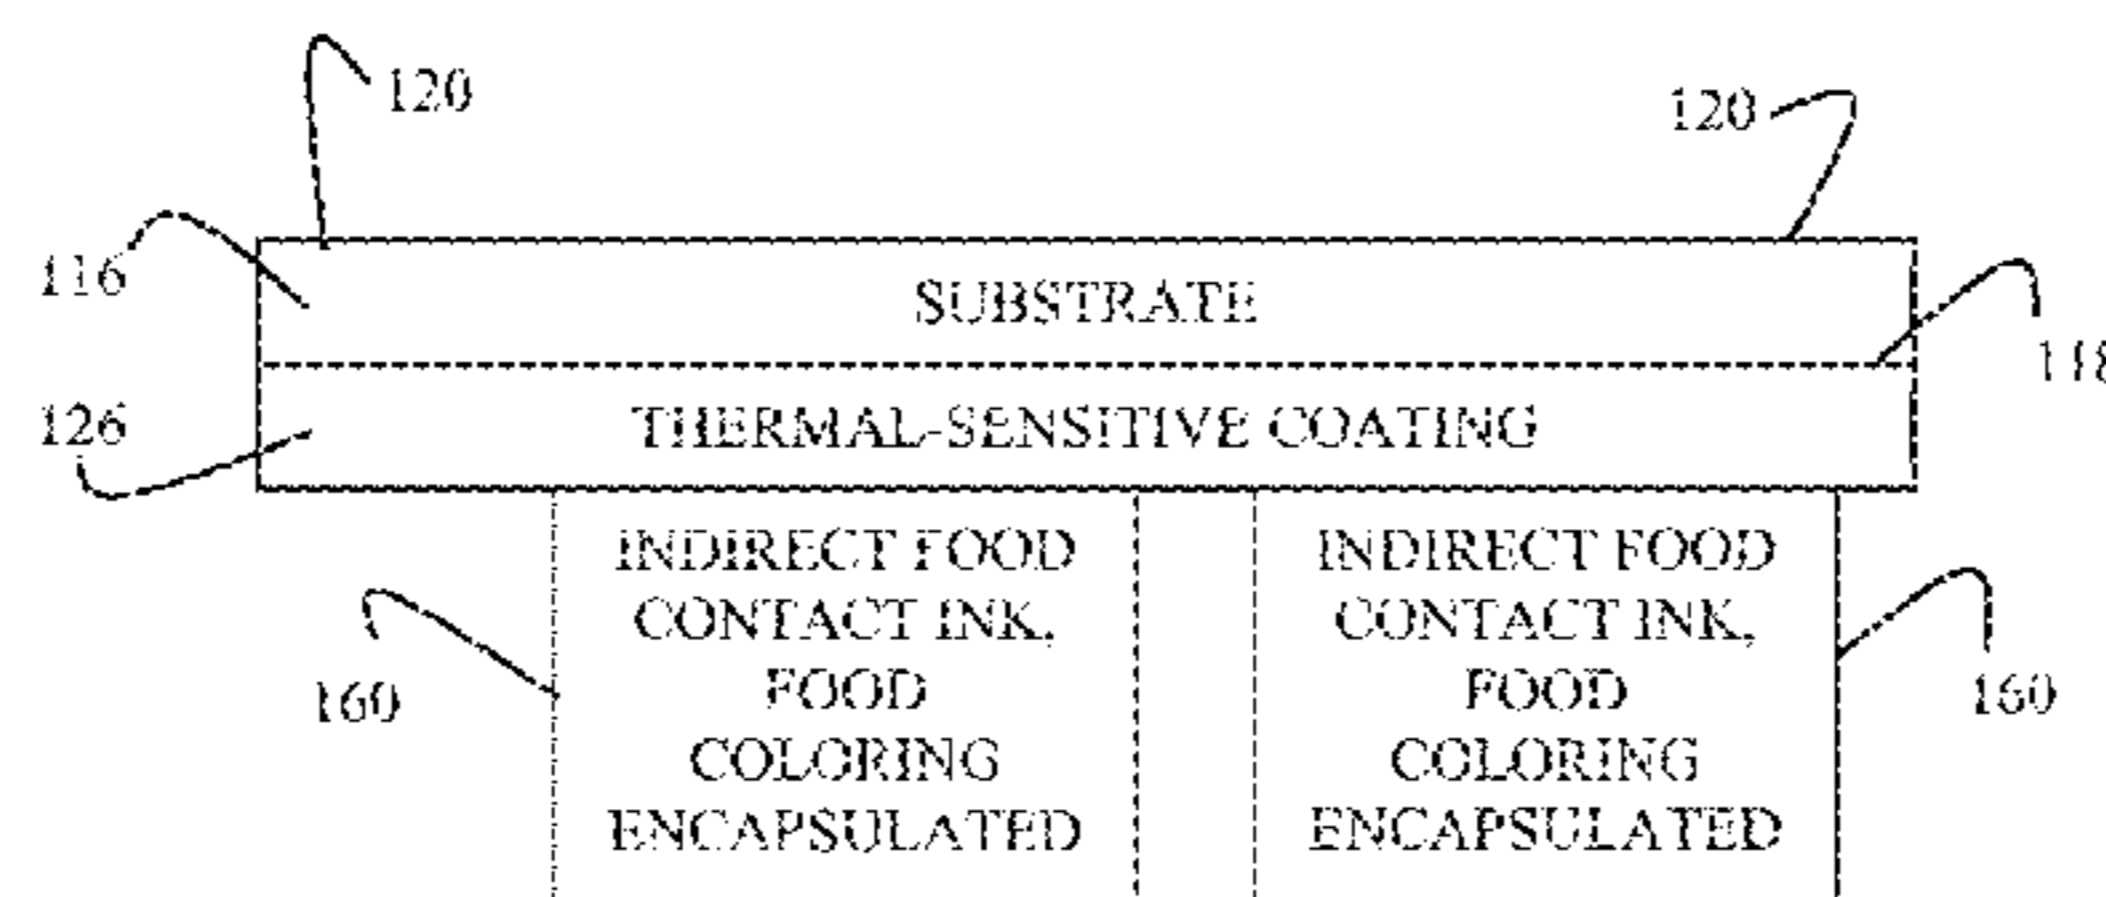 120
120
116
SUBSTRATE
118
126
THERMAL-SENSITIVE COATING
INDIRECT FOOD
CONTACT INK,
FOOD
COLORING
ENCAPSULATED
INDIRECT FOOD
CONTACT INK,
FOOD
COLORING
ENCAPSULATED
160
160